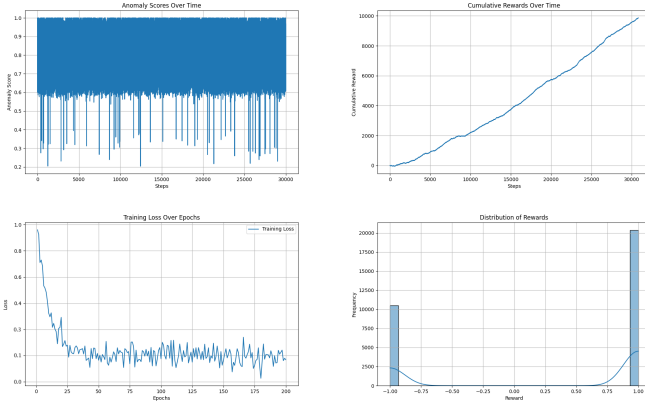 Anomaly Scores Over Time
1.0
0.9
0.8
0.7
0.6
0.5
0.4
0.3
0.2
Anomaly Score
0 5000 10000 15000 20000 25000 30000
Steps
Cumulative Rewards Over Time
10000
8000
6000
4000
2000
0
Cumulative Reward
0 5000 10000 15000 20000 25000 30000
Steps
Training Loss Over Epochs
Training Loss
1.0
0.8
0.6
0.4
0.3
0.1
0.0
Loss
0 25 50 75 100 125 150 175 200
Epochs
Distribution of Rewards
20000
17500
15000
12500
10000
7500
5000
2500
0
Frequency
−1.00 −0.75 −0.50 −0.25 0.00 0.25 0.50 0.75 1.00
Reward